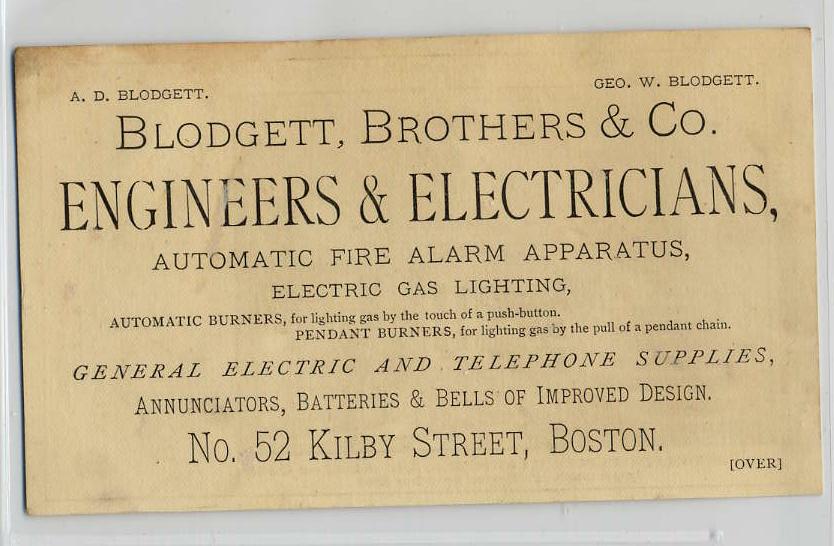 A. D. BLODGETT. GEO. W. BLODGETT.
BLODGETT, BROTHERS & CO.
ENGINEERS & ELECTRICIANS,
AUTOMATIC FIRE ALARM APPARATUS,
ELECTRIC GAS LIGHTING,
AUTOMATIC BURNERS, for lighting gas by the touch of a push-button.
PENDANT BURNERS, for lighting gas by the pull of a pendant chain.
GENERAL ELECTRIC AND TELEPHONE SUPPLIES,
ANNUNCIATORS, BATTERIES & BELLS OF IMPROVED DESIGN.
No. 52 KILBY STREET, BOSTON.
[OVER]